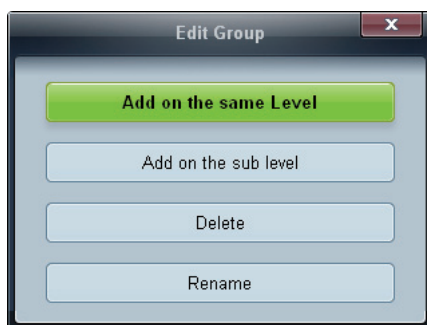 Edit Group
x
Add on the same Level
Add on the sub level
Delete
Rename